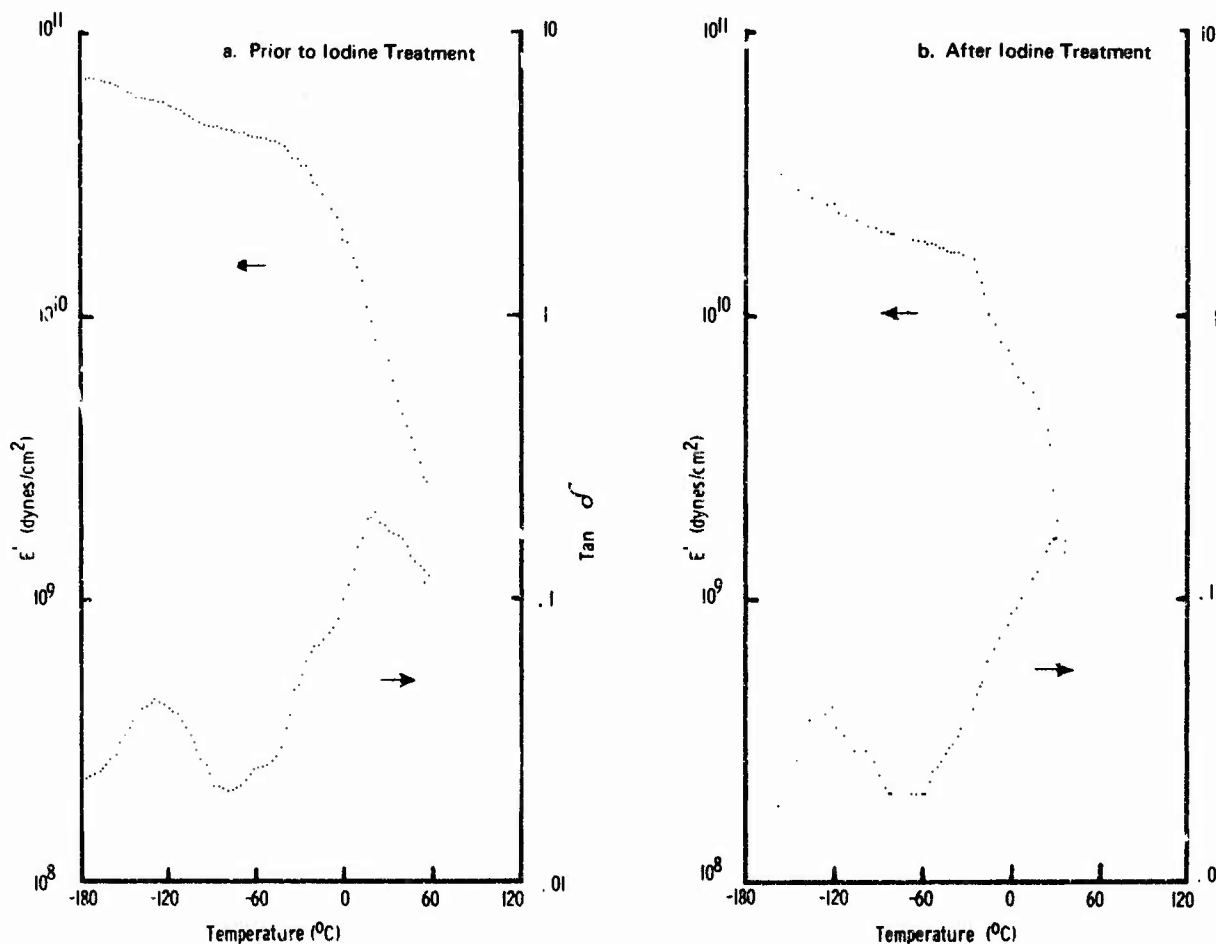 a. Prior to Iodine Treatment
10^11
10^10
10^9
10^8
E' (dynes/cm²)
10
1
.1
.01
Tan δ
-180 -120 -60 0 60 120
Temperature (°C)
b. After Iodine Treatment
10^11
10^10
10^9
10^8
E' (dynes/cm²)
10
.1
.0
-180 -120 -60 0 60 120
Temperature (°C)